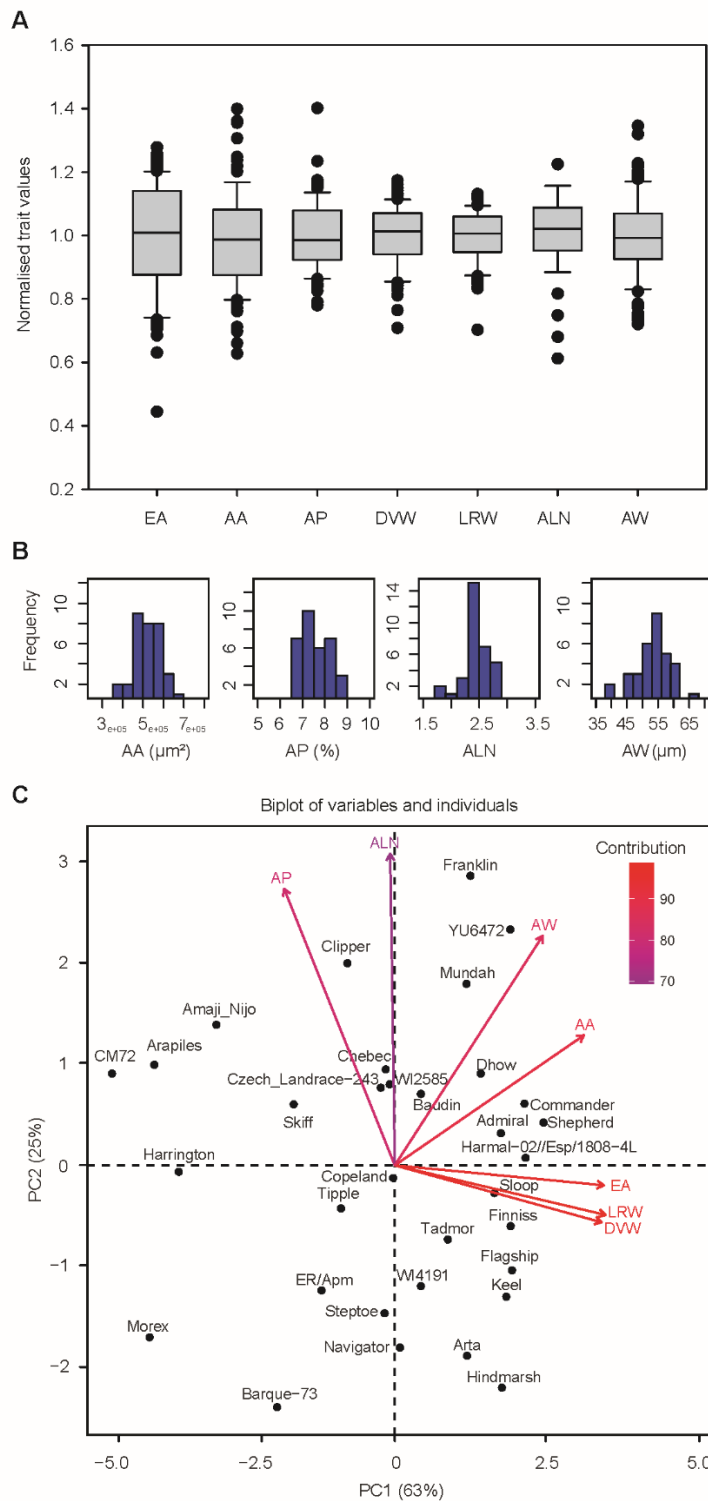 A
1.6
1.4
1.2
1.0
0.8
0.6
0.4
0.2
Normalised trait values
EA AA AP DVW LRW ALN AW
B
Frequency
10
6
2
3e+05 5e+05 7e+05
AA (µm²)
10
6
2
5 6 7 8 9 10
AP (%)
14
10
6
2
1.5 2.5 3.5
ALN
10
6
2
35 45 55 65
AW (µm)
C
Biplot of variables and individuals
Contribution
90
80
70
3
2
1
0
−1
−2
PC2 (25%)
ALN
AP
Franklin
YU6472
AW
Clipper
Mundah
Amaji_Nijo
AA
Arapiles
CM72
Chebec
Dhow
Czech_Landrace−243
WI2585
Baudin
Commander
Skiff
Admiral
Shepherd
Harmal-02//Esp/1808-4L
Harrington
Copeland
Sloop
EA
Tipple
Finniss
LRW
DVW
Tadmor
Flagship
ER/Apm
WI4191
Keel
Steptoe
Morex
Navigator
Arta
Hindmarsh
Barque−73
−5.0 −2.5 0 2.5 5.0
PC1 (63%)